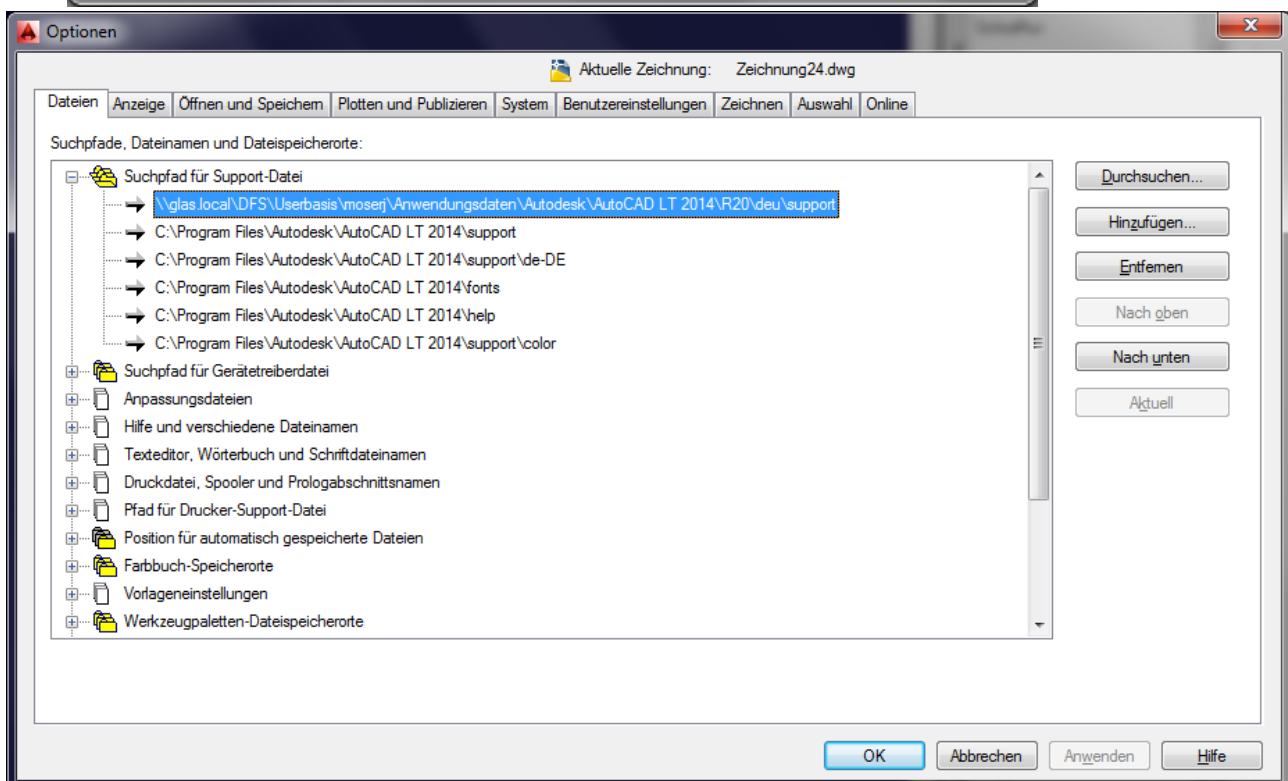 Optionen
Aktuelle Zeichnung: Zeichnung24.dwg
Dateien Anzeige Öffnen und Speichern Plotten und Publizieren System Benutzereinstellungen Zeichnen Auswahl Online
Suchpfade, Dateinamen und Dateispeicherorte:
Suchpfad für Support-Datei
\\glas.local\DFS\Userbasis\moserj\Anwendungsdaten\Autodesk\AutoCAD LT 2014\R20\deu\support
C:\Program Files\Autodesk\AutoCAD LT 2014\support
C:\Program Files\Autodesk\AutoCAD LT 2014\support\de-DE
C:\Program Files\Autodesk\AutoCAD LT 2014\fonts
C:\Program Files\Autodesk\AutoCAD LT 2014\help
C:\Program Files\Autodesk\AutoCAD LT 2014\support\color
Suchpfad für Gerätetreiberdatei
Anpassungsdateien
Hilfe und verschiedene Dateinamen
Texteditor, Wörterbuch und Schriftdateinamen
Druckdatei, Spooler und Prologabschnittsnamen
Pfad für Drucker-Support-Datei
Position für automatisch gespeicherte Dateien
Farbbuch-Speicherorte
Vorlageneinstellungen
Werkzeugpaletten-Dateispeicherorte
Durchsuchen...
Hinzufügen...
Entfernen
Nach oben
Nach unten
Aktuell
OK Abbrechen Anwenden Hilfe